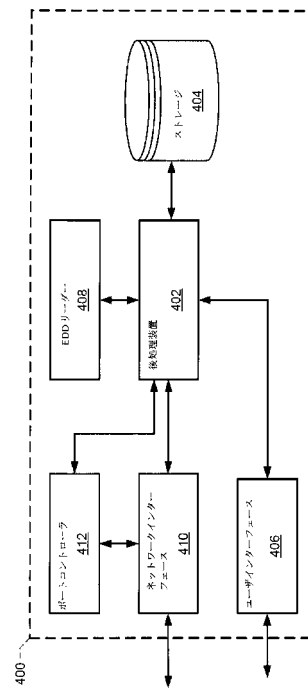 400
ストレージ
404
EDDリーダー
408
後処理装置
402
ポートコントローラ
412
ネットワークインター
フェース
410
ユーザインターフェース
406